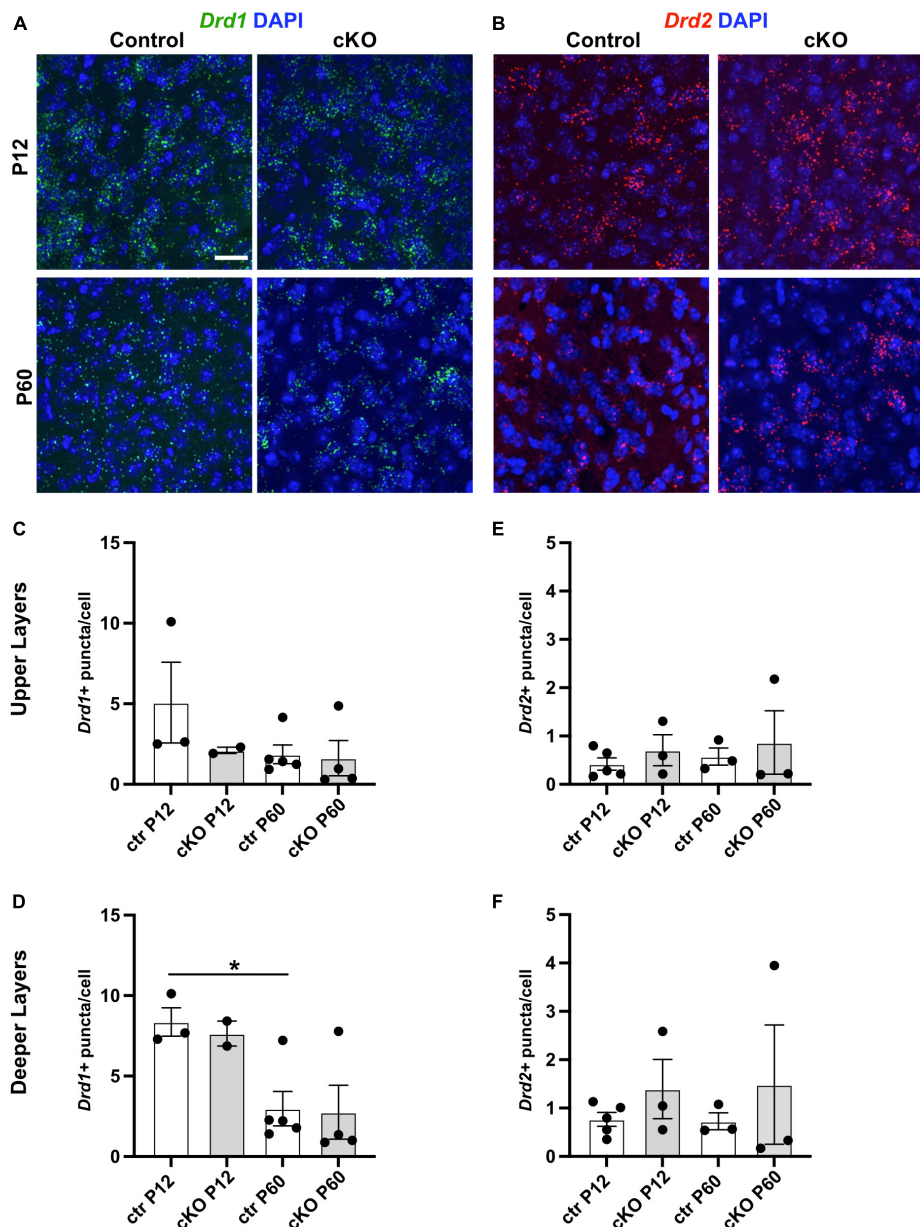 A
Drd1 DAPI
Control
cKO
B
Drd2 DAPI
Control
cKO
P12
P60
C
Upper Layers
Drd1+ puncta/cell
15
10
5
0
ctr P12
cKO P12
ctr P60
cKO P60
E
Drd2+ puncta/cell
5
4
3
2
1
0
ctr P12
cKO P12
ctr P60
cKO P60
D
Deeper Layers
Drd1+ puncta/cell
15
10
5
0
*
ctr P12
cKO P12
ctr P60
cKO P60
F
Drd2+ puncta/cell
5
4
3
2
1
0
ctr P12
cKO P12
ctr P60
cKO P60